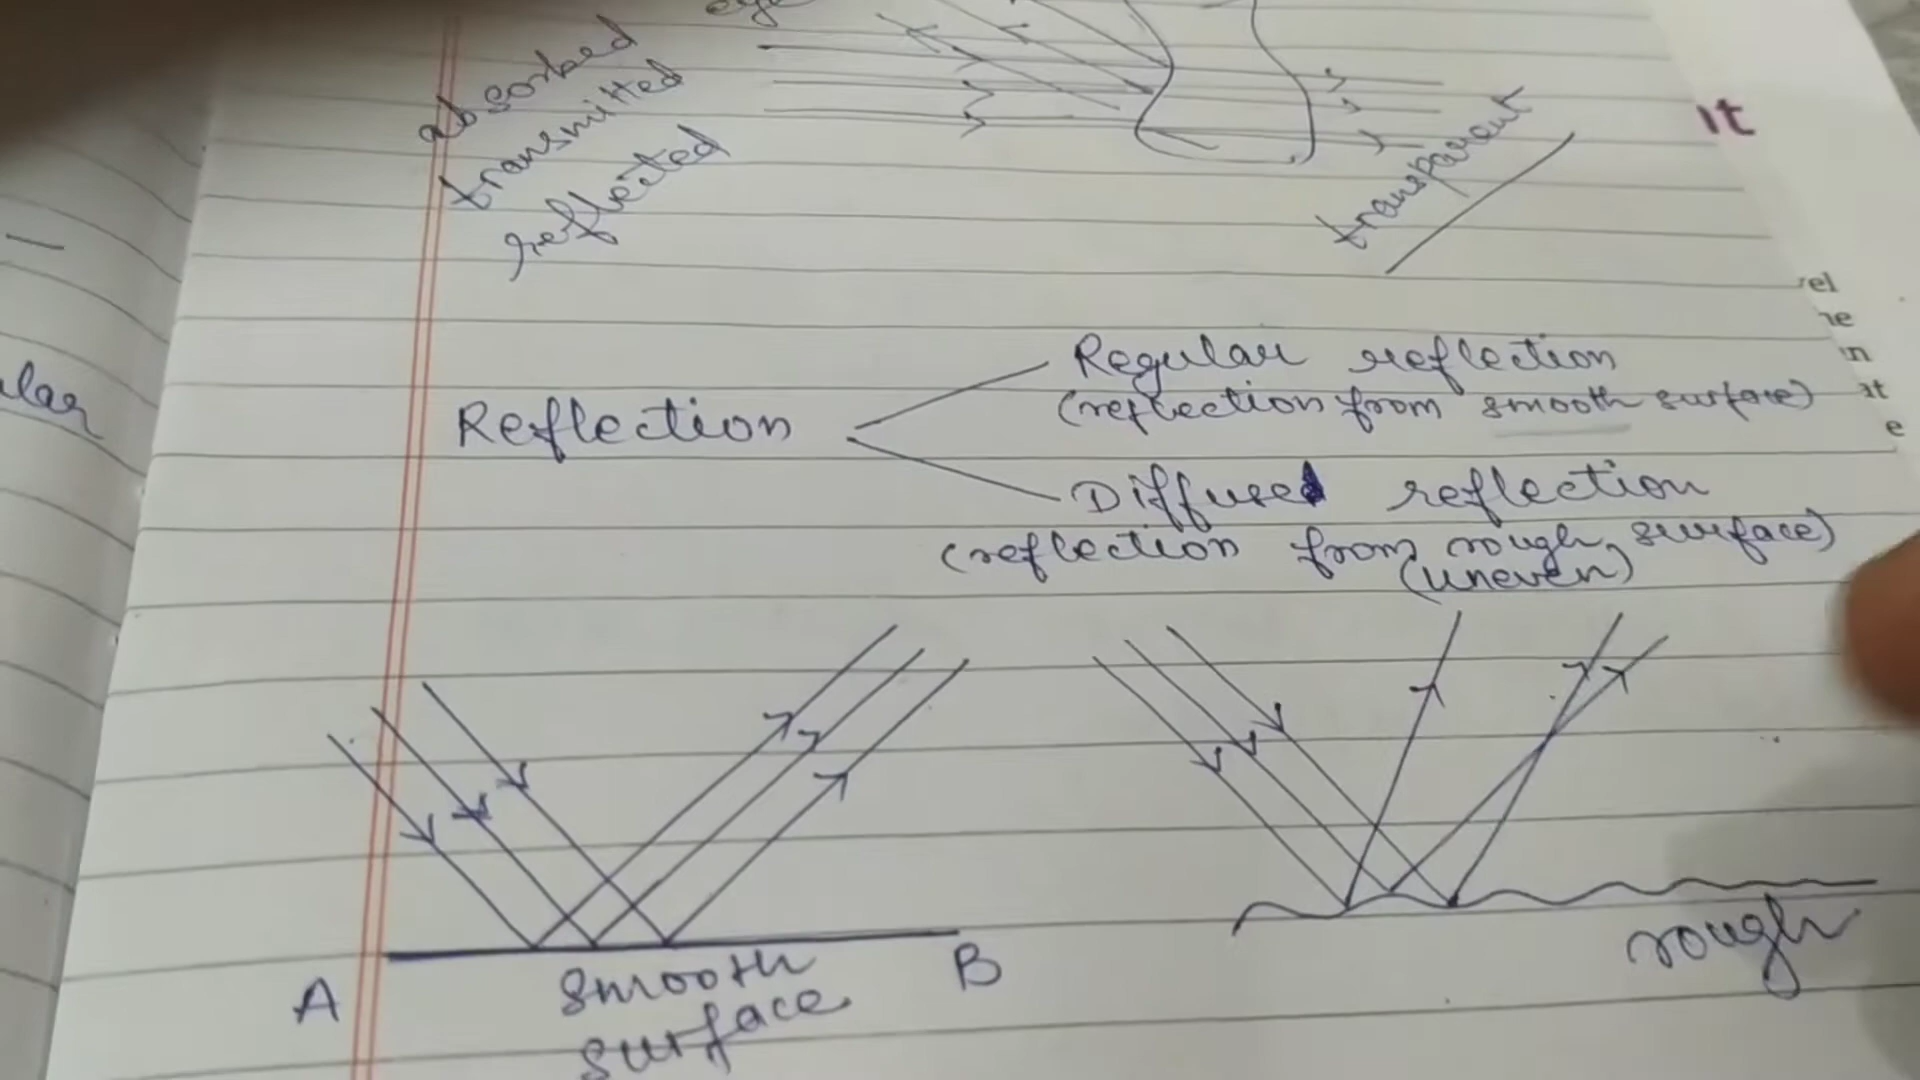 absorbed
transmitted
reflected
transparent
It
Reflection
Regular reflection
(reflection from smooth surface)
Diffused reflection
(reflection from rough surface)
(uneven)
A
smooth
surface
B
rough